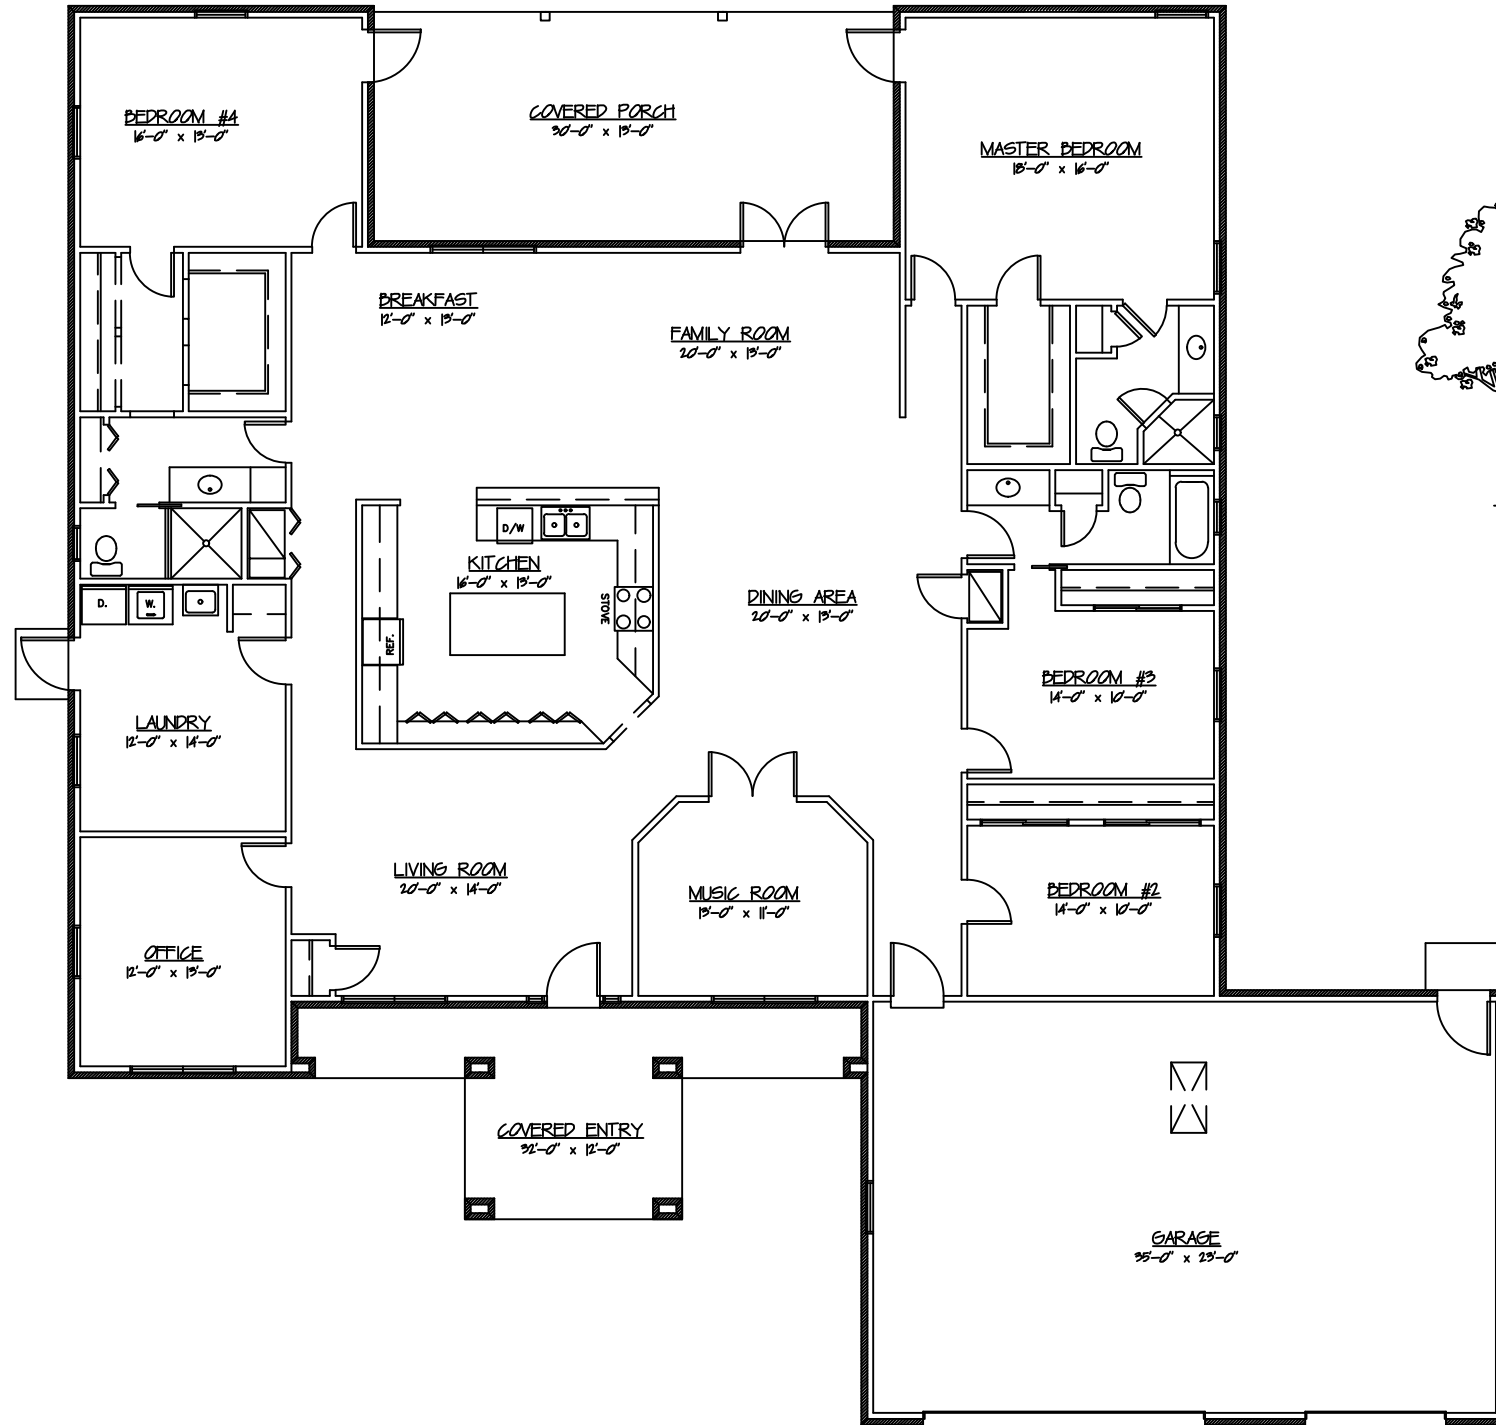 BEDROOM #4
16'-0" x 13'-0"
COVERED PORCH
30'-0" x 13'-0"
MASTER BEDROOM
18'-0" x 16'-0"
BREAKFAST
12'-0" x 13'-0"
FAMILY ROOM
20'-0" x 13'-0"
D/W
KITCHEN
16'-0" x 13'-0"
STOVE
REF.
DINING AREA
20'-0" x 13'-0"
D.
W.
BEDROOM #3
14'-0" x 10'-0"
LAUNDRY
12'-0" x 14'-0"
LIVING ROOM
20'-0" x 14'-0"
MUSIC ROOM
13'-0" x 11'-0"
BEDROOM #2
14'-0" x 10'-0"
OFFICE
12'-0" x 13'-0"
COVERED ENTRY
32'-0" x 12'-0"
GARAGE
35'-0" x 23'-0"